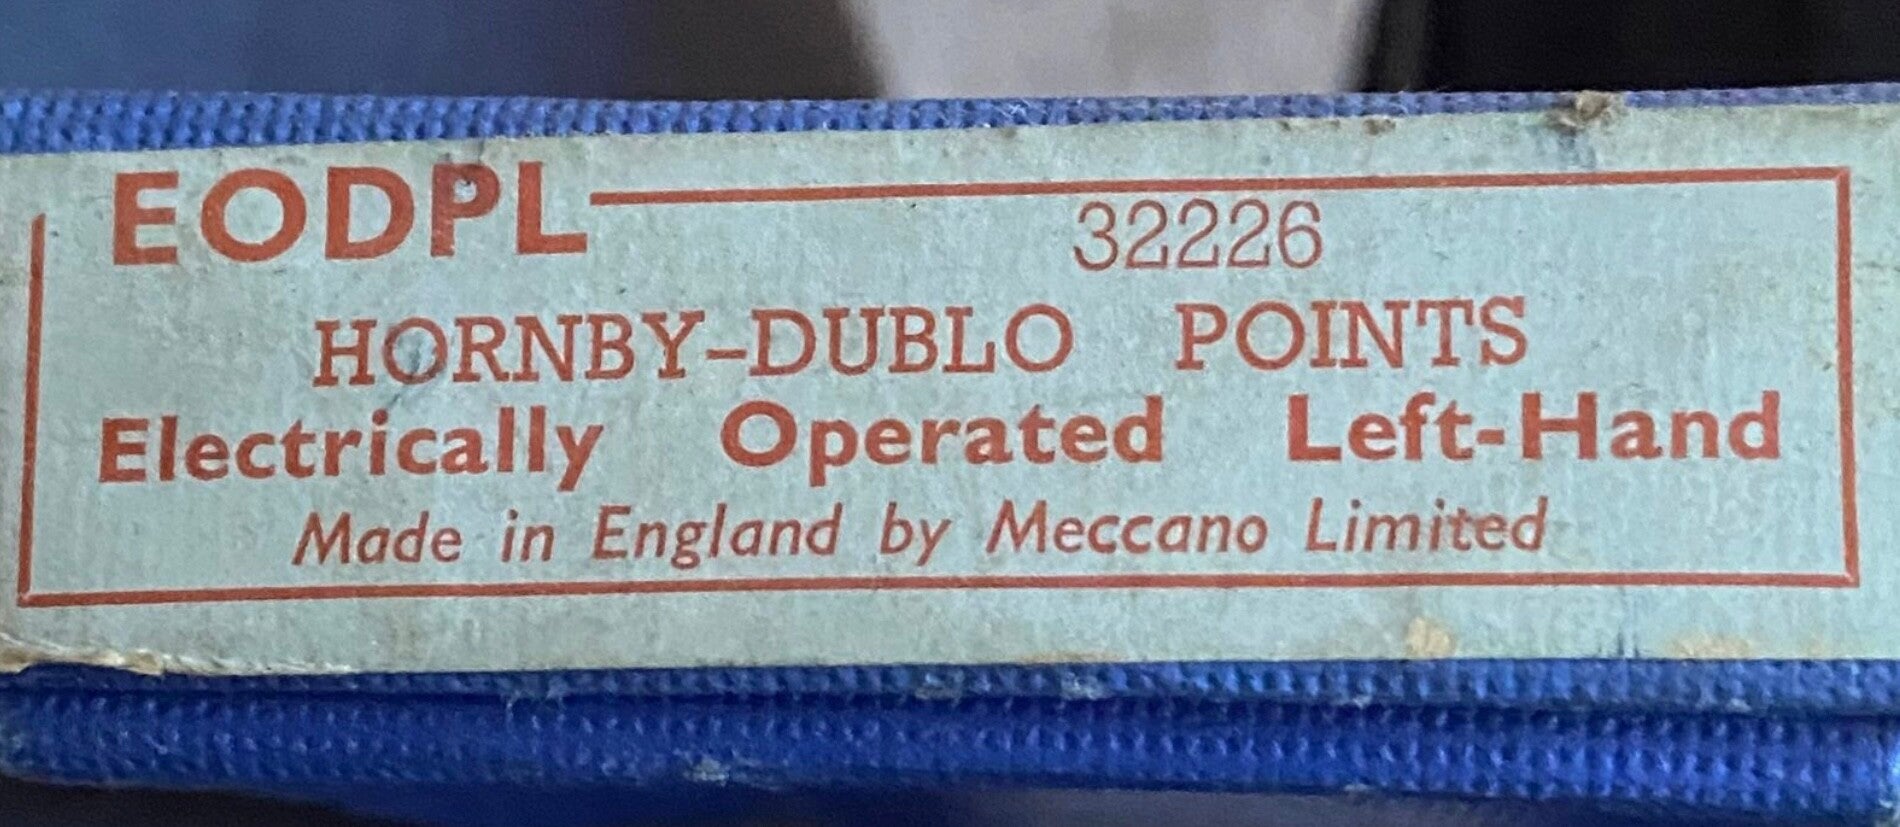 EODPL 32226
HORNBY-DUBLO POINTS
Electrically Operated Left-Hand
Made in England by Meccano Limited